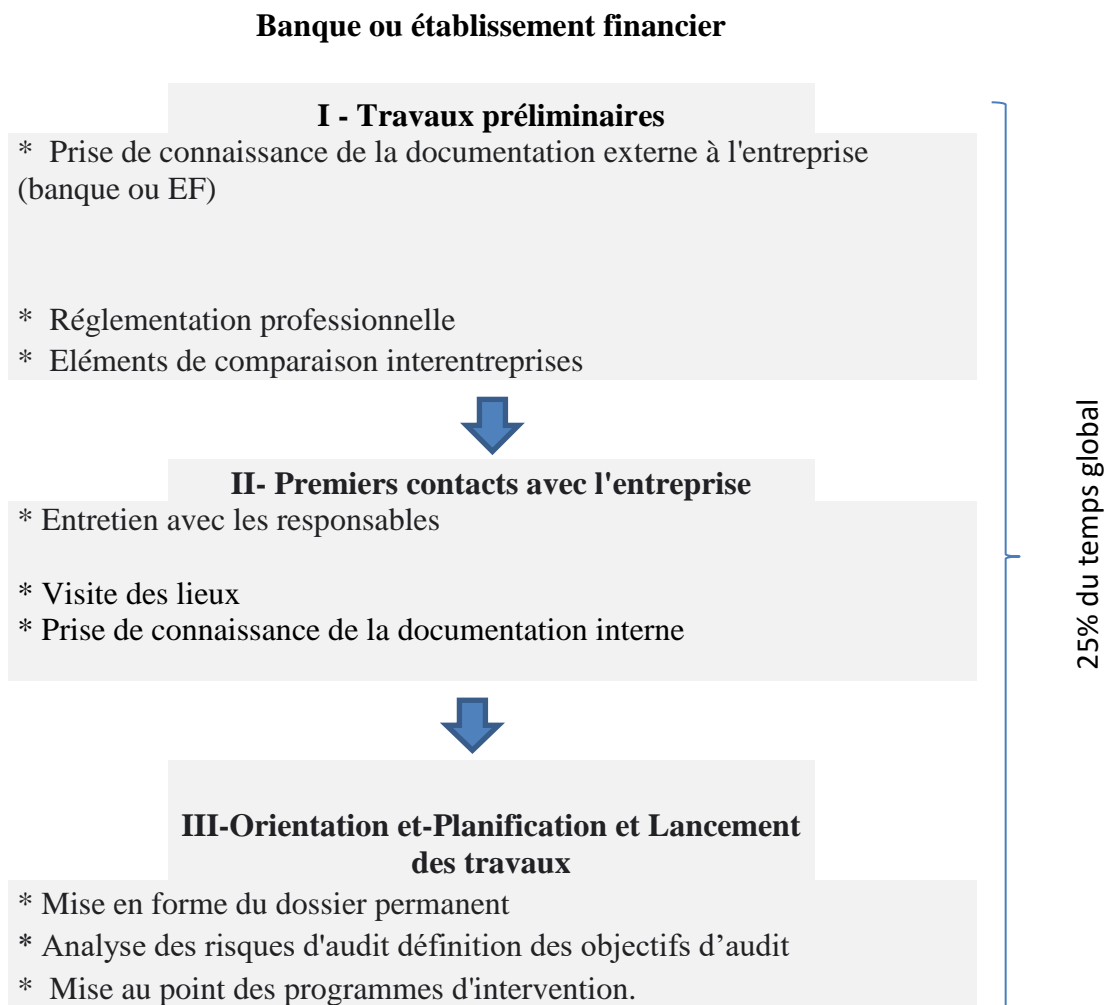 Banque ou établissement financier
I - Travaux préliminaires
* Prise de connaissance de la documentation externe à l'entreprise
(banque ou EF)
* Réglementation professionnelle
* Eléments de comparaison interentreprises
II- Premiers contacts avec l'entreprise
* Entretien avec les responsables
* Visite des lieux
* Prise de connaissance de la documentation interne
III-Orientation et-Planification et Lancement
des travaux
* Mise en forme du dossier permanent
* Analyse des risques d'audit définition des objectifs d’audit
* Mise au point des programmes d'intervention.
25% du temps global